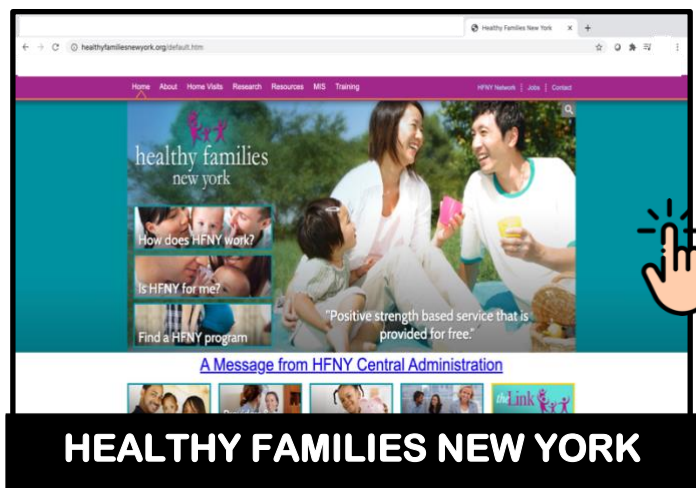 Healthy Families New York
healthyfamiliesnewyork.org/default.htm
Home About Home Visits Research Resources MIS Training HFNY Network | Jobs | Contact
healthy families
new york
How does HFNY work?
Is HFNY for me?
Find a HFNY program
"Positive strength based service that is
provided for free."
A Message from HFNY Central Administration
theLink
HEALTHY FAMILIES NEW YORK